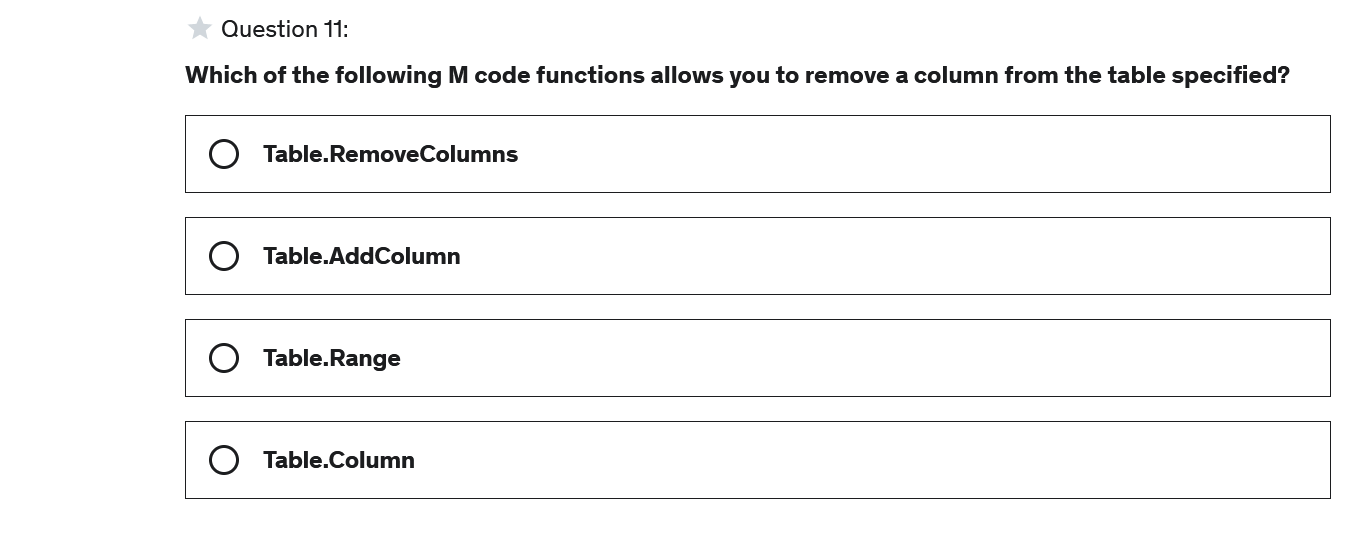 Question 11:
Which of the following M code functions allows you to remove a column from the table specified?
Table.RemoveColumns
Table.AddColumn
Table.Range
Table.Column